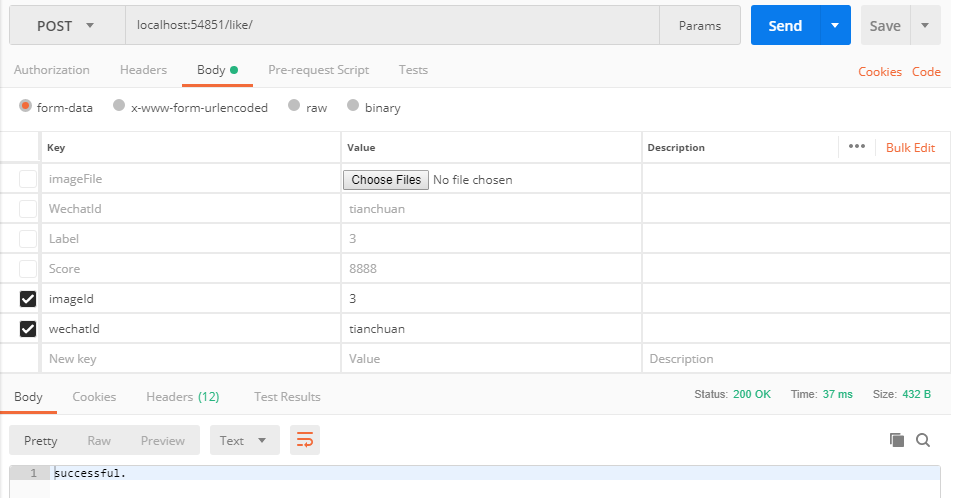 POST localhost:54851/like/ Params Send Save
Authorization Headers Body Pre-request Script Tests Cookies Code
form-data x-www-form-urlencoded raw binary
Key Value Description ••• Bulk Edit
imageFile Choose Files No file chosen
WechatId tianchuan
Label 3
Score 8888
imageId 3
wechatId tianchuan
New key Value Description
Body Cookies Headers (12) Test Results Status: 200 OK Time: 37 ms Size: 432 B
Pretty Raw Preview Text
1 successful.